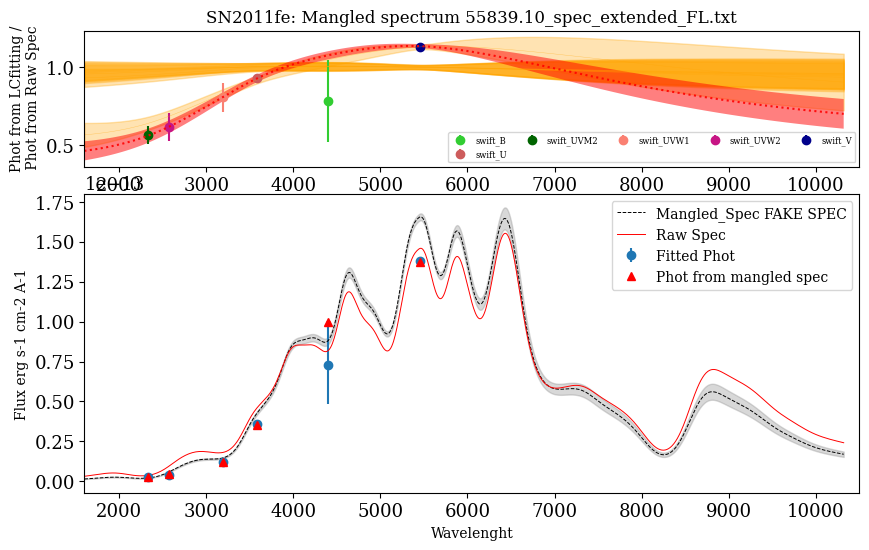 SN2011fe: Mangled spectrum 55839.10_spec_extended_FL.txt
Phot from LCfitting /
Phot from Raw Spec
1.0
0.5
swift_B
swift_UVM2
swift_UVW1
swift_UVW2
swift_V
swift_U
2000 3000 4000 5000 6000 7000 8000 9000 10000
1e−13
Flux erg s-1 cm-2 A-1
1.75
1.50
1.25
1.00
0.75
0.50
0.25
0.00
Mangled_Spec FAKE SPEC
Raw Spec
Fitted Phot
Phot from mangled spec
2000 3000 4000 5000 6000 7000 8000 9000 10000
Wavelenght